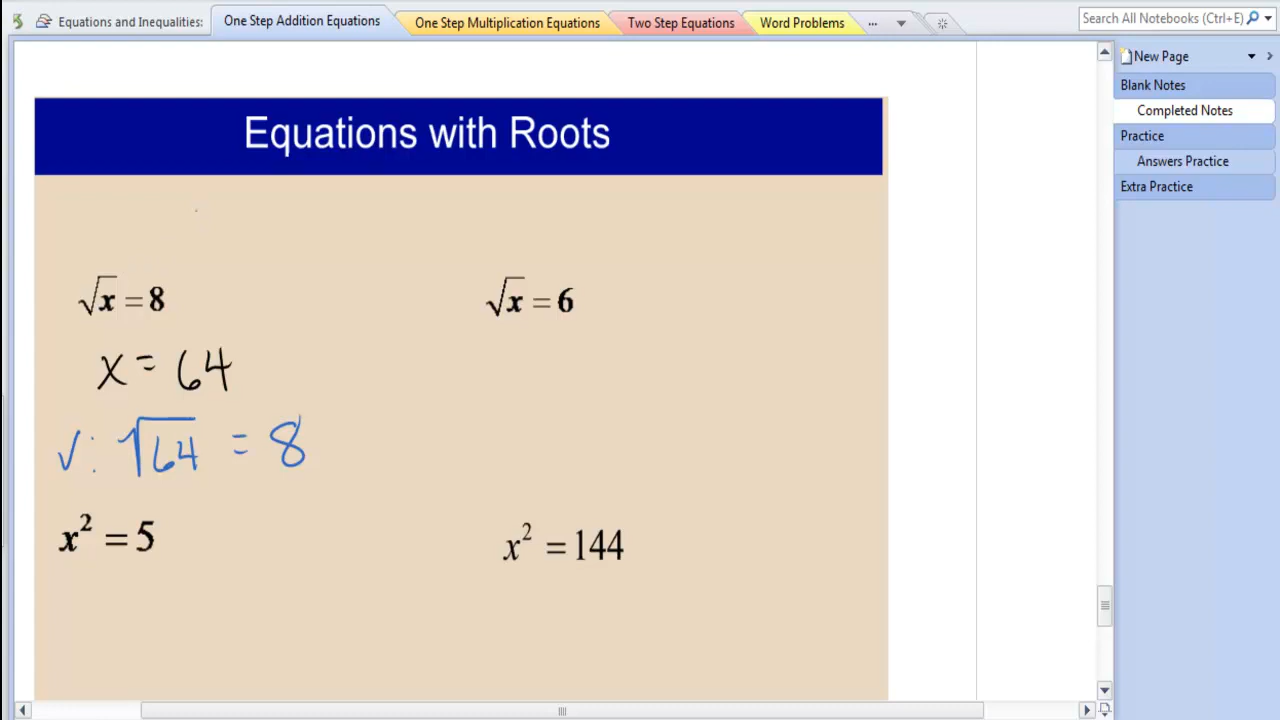 Equations and Inequalities: One Step Addition Equations One Step Multiplication Equations Two Step Equations Word Problems ... Search All Notebooks (Ctrl+E)
New Page
Blank Notes
Completed Notes
Practice
Answers Practice
Extra Practice
Equations with Roots
√x = 8
√x = 6
x = 64
√: √64 = 8
x² = 5
x² = 144